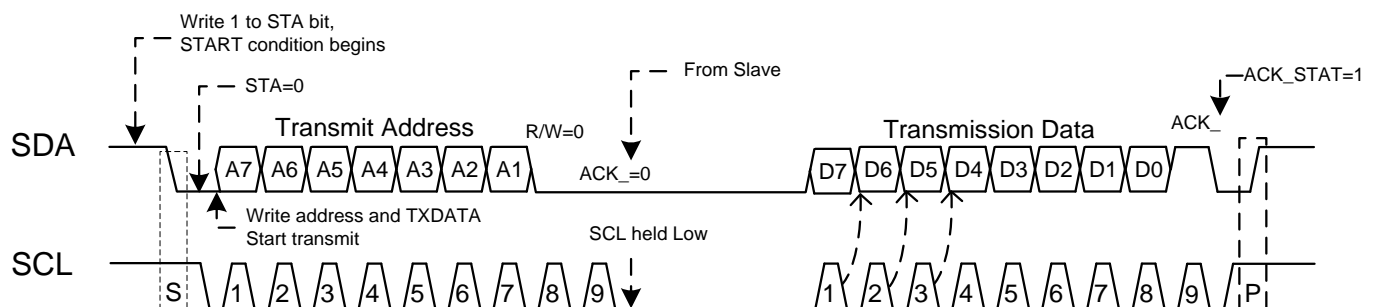 Write 1 to STA bit,
START condition begins
STA=0
From Slave
ACK_STAT=1
SDA
Transmit Address
R/W=0
Transmission Data
ACK_
A7 A6 A5 A4 A3 A2 A1
ACK_=0
D7 D6 D5 D4 D3 D2 D1 D0
Write address and TXDATA
Start transmit
SCL held Low
SCL
S 1 2 3 4 5 6 7 8 9 1 2 3 4 5 6 7 8 9 P